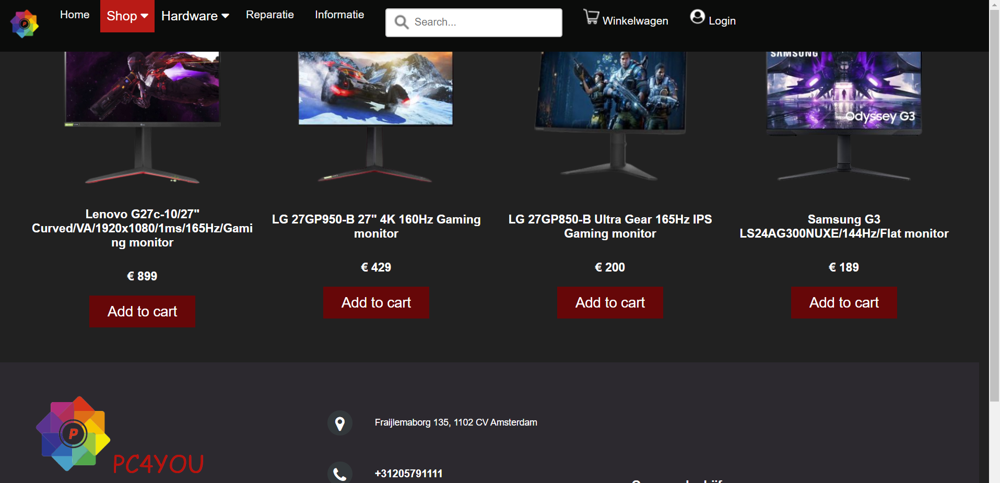 Home
Shop
Hardware
Reparatie
Informatie
Search...
Winkelwagen
Login
P
SAMSUNG
Odyssey G3
Lenovo G27c-10/27"
Curved/VA/1920x1080/1ms/165Hz/Gami
ng monitor
€ 899
Add to cart
LG 27GP950-B 27" 4K 160Hz Gaming
monitor
€ 429
Add to cart
LG 27GP850-B Ultra Gear 165Hz IPS
Gaming monitor
€ 200
Add to cart
Samsung G3
LS24AG300NUXE/144Hz/Flat monitor
€ 189
Add to cart
P
PC4YOU
Fraijlemaborg 135, 1102 CV Amsterdam
+31205791111